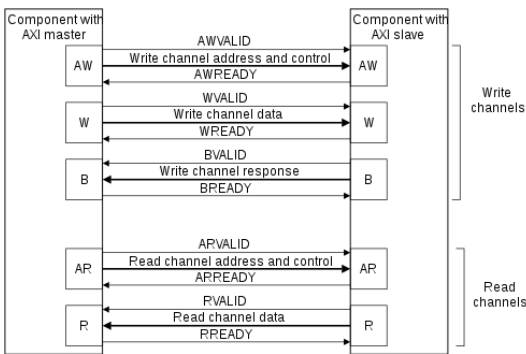 Component with
AXI master
Component with
AXI slave
AWVALID
Write channel address and control
AWREADY
AW
AW
WVALID
Write channel data
WREADY
W
W
Write
channels
BVALID
Write channel response
BREADY
B
B
ARVALID
Read channel address and control
ARREADY
AR
AR
Read
channels
RVALID
Read channel data
RREADY
R
R